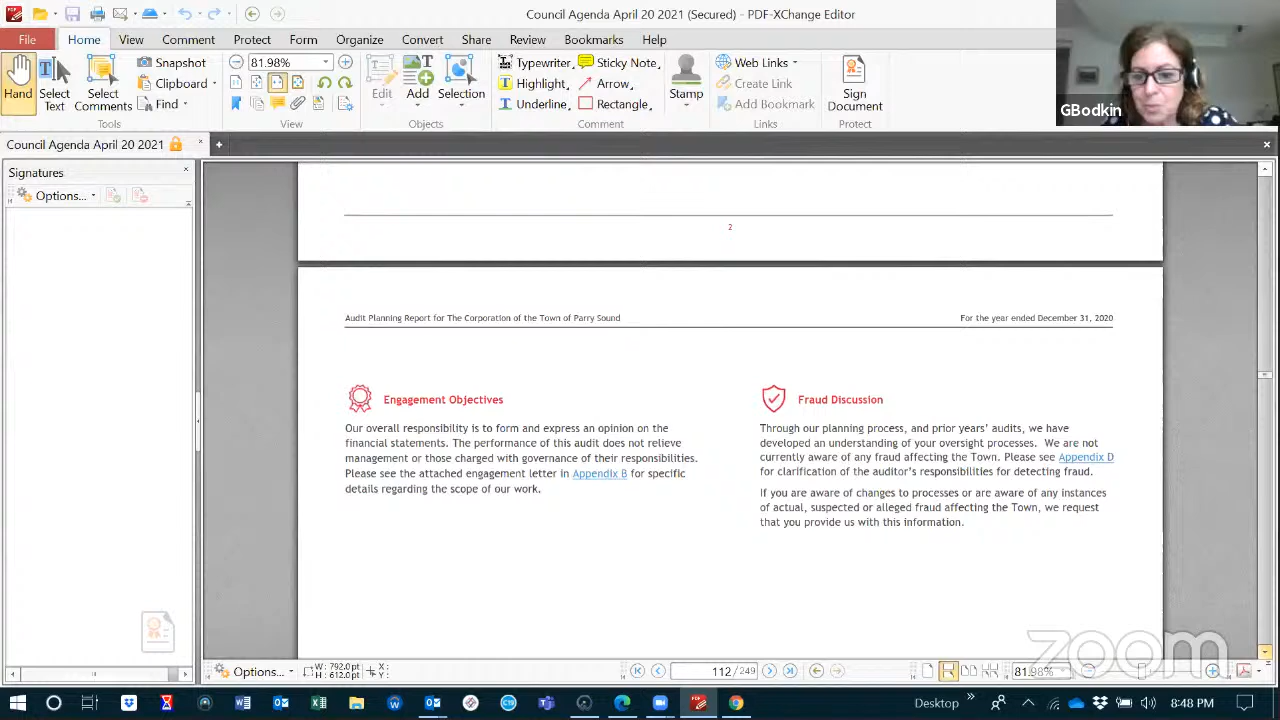 Council Agenda April 20 2021 (Secured) - PDF-XChange Editor
File Home View Comment Protect Form Organize Convert Share Review Bookmarks Help
Hand
Select Text
Select Comments
Snapshot
Clipboard
Find
Tools
81.98%
View
Edit
Add
Selection
Objects
Typewriter
Highlight
Underline
Sticky Note
Arrow
Rectangle
Stamp
Comment
Web Links
Create Link
Add Bookmark
Links
Sign Document
Protect
GBodkin
Council Agenda April 20 2021
Signatures
Options...
2
Audit Planning Report for The Corporation of the Town of Parry Sound
For the year ended December 31, 2020
Engagement Objectives
Our overall responsibility is to form and express an opinion on the
financial statements. The performance of this audit does not relieve
management or those charged with governance of their responsibilities.
Please see the attached engagement letter in Appendix B for specific
details regarding the scope of our work.
Fraud Discussion
Through our planning process, and prior years' audits, we have
developed an understanding of your oversight processes. We are not
currently aware of any fraud affecting the Town. Please see Appendix D
for clarification of the auditor's responsibilities for detecting fraud.
If you are aware of changes to processes or are aware of any instances
of actual, suspected or alleged fraud affecting the Town, we request
that you provide us with this information.
zoom
Options...
W: 792.0 pt
H: 612.0 pt
X:
Y:
112 / 249
81.98%
Desktop
8:48 PM